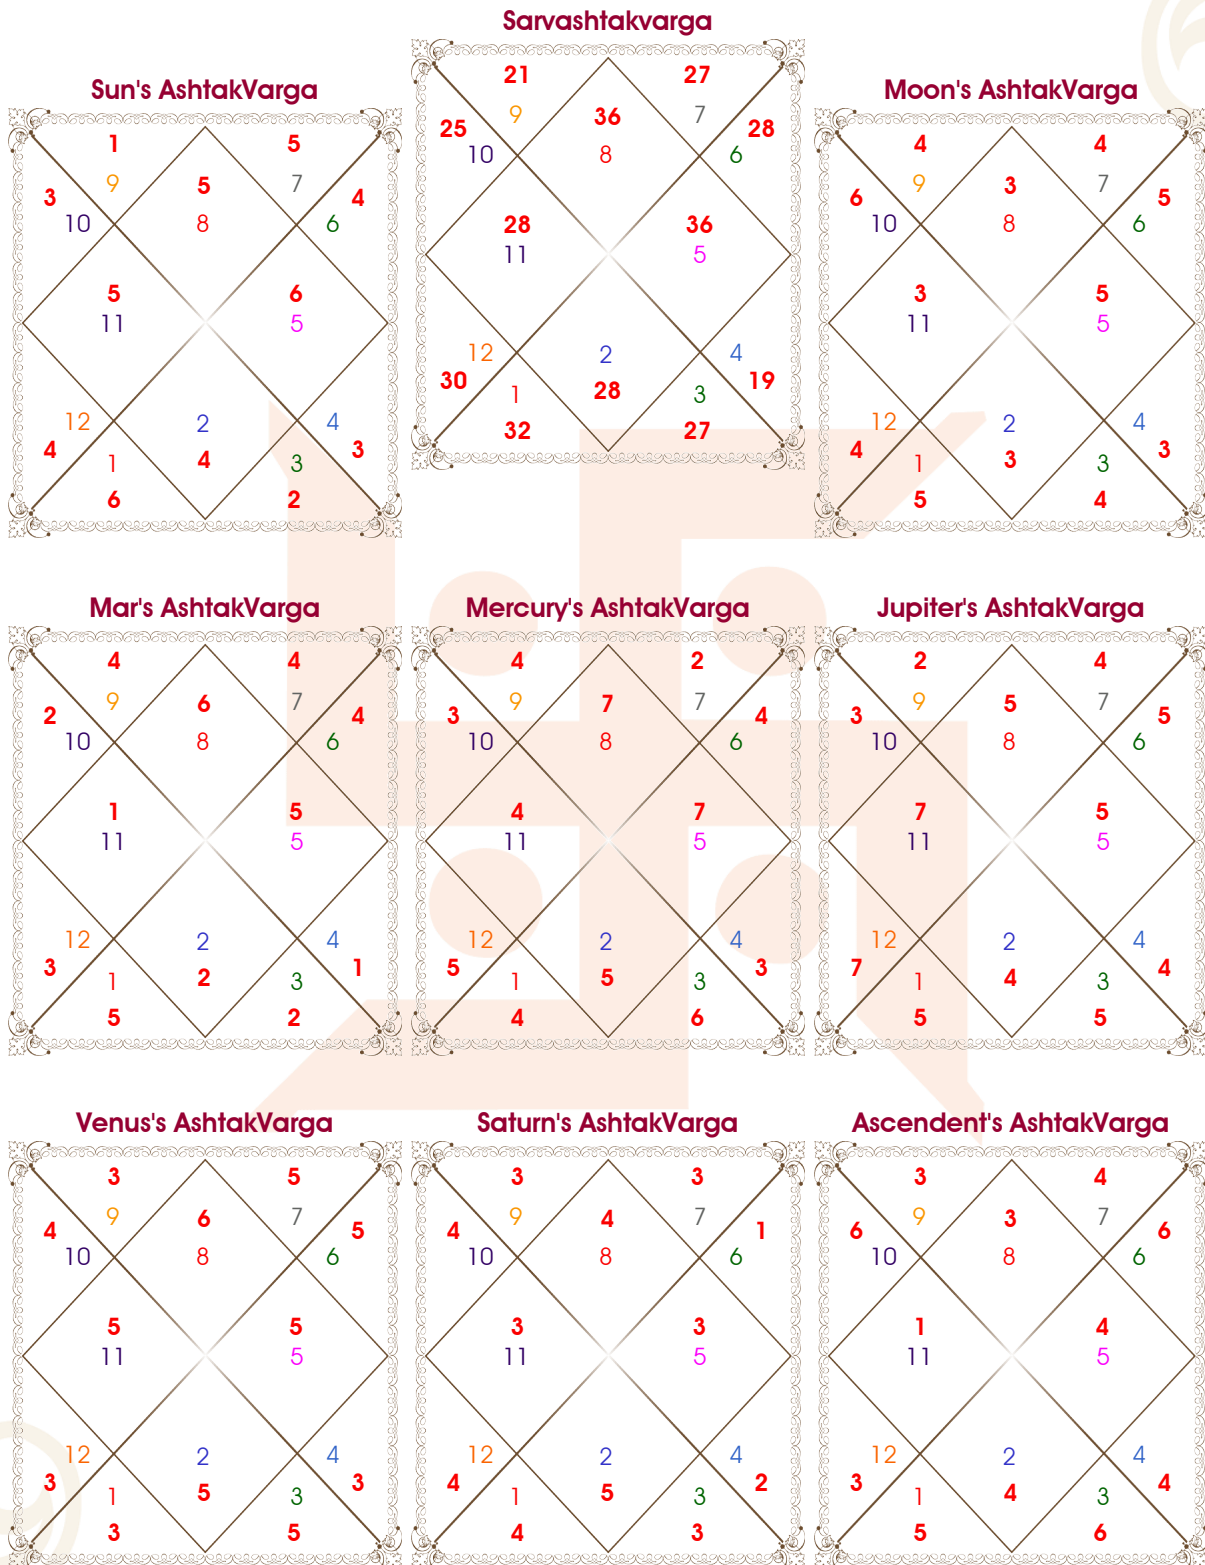 Sarvashtakvarga
21 27
9 36 7
25 28
10 8 6
28 36
11 5
12 2 4
30 28 19
1 3
32 27
Sun's AshtakVarga
1 5
9 5 7
3 4
10 8 6
5 6
11 5
12 2 4
4 4 3
1 3
6 2
Moon's AshtakVarga
4 4
9 3 7
6 5
10 8 6
3 5
11 5
12 2 4
4 3 3
1 3
5 4
Mar's AshtakVarga
4 4
9 6 7
2 4
10 8 6
1 5
11 5
12 2 4
3 2 1
1 3
5 2
Mercury's AshtakVarga
4 2
9 7 7
3 4
10 8 6
4 7
11 5
12 2 4
5 5 3
1 3
4 6
Jupiter's AshtakVarga
2 4
9 5 7
3 5
10 8 6
7 5
11 5
12 2 4
7 4 4
1 3
5 5
Venus's AshtakVarga
3 5
9 6 7
4 5
10 8 6
5 5
11 5
12 2 4
3 5 3
1 3
3 5
Saturn's AshtakVarga
3 3
9 4 7
4 1
10 8 6
3 3
11 5
12 2 4
4 5 2
1 3
4 3
Ascendent's AshtakVarga
3 4
9 3 7
6 6
10 8 6
1 4
11 5
12 2 4
3 4 4
1 3
5 6